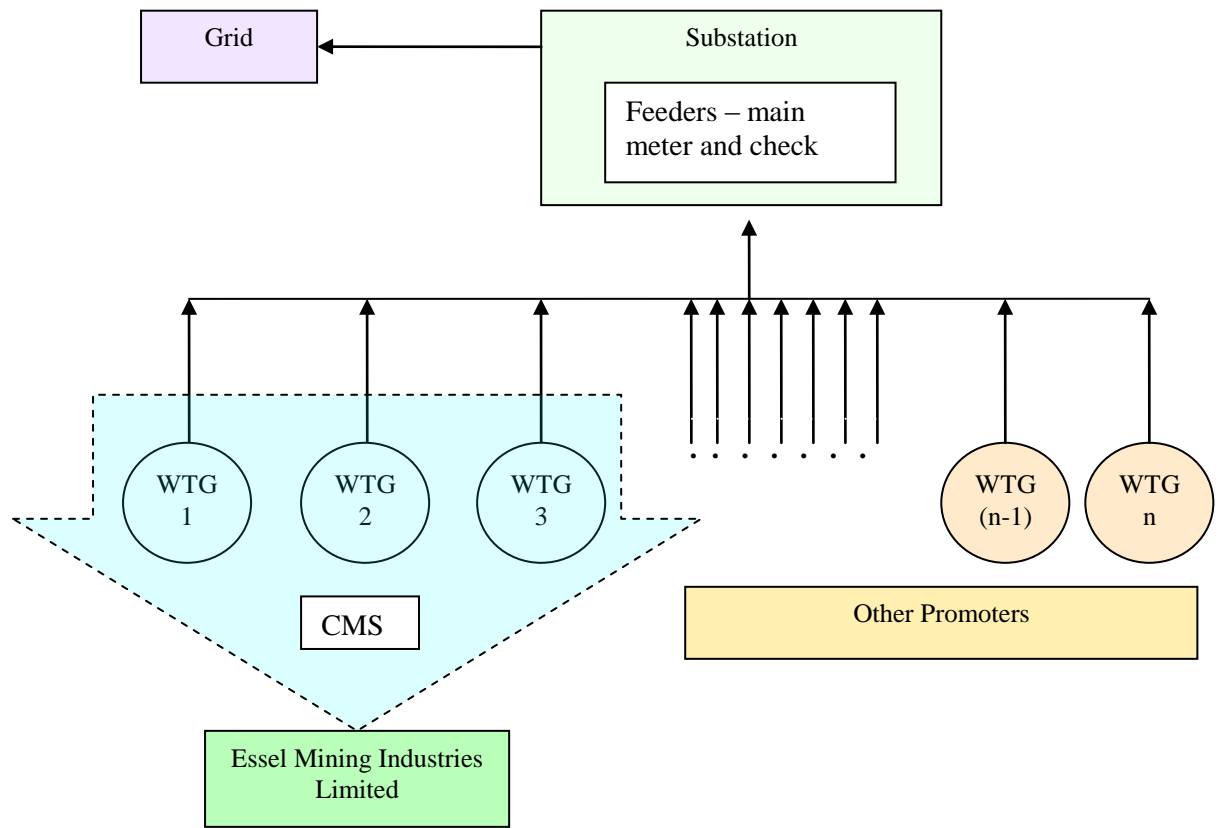 Grid
Substation
Feeders – main
meter and check
WTG
1
WTG
2
WTG
3
. . . . . . .
WTG
(n-1)
WTG
n
CMS
Other Promoters
Essel Mining Industries
Limited